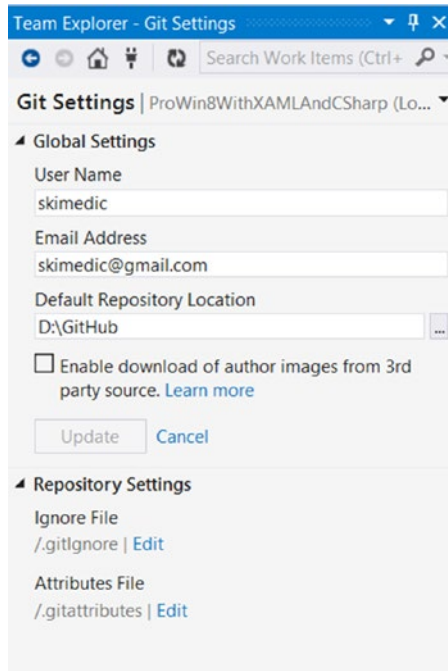 Team Explorer - Git Settings
Search Work Items (Ctrl+
Git Settings | ProWin8WithXAMLAndCSharp (Lo...
Global Settings
User Name
skimedic
Email Address
skimedic@gmail.com
Default Repository Location
D:\GitHub
...
Enable download of author images from 3rd
party source. Learn more
Update Cancel
Repository Settings
Ignore File
/.gitIgnore | Edit
Attributes File
/.gitattributes | Edit